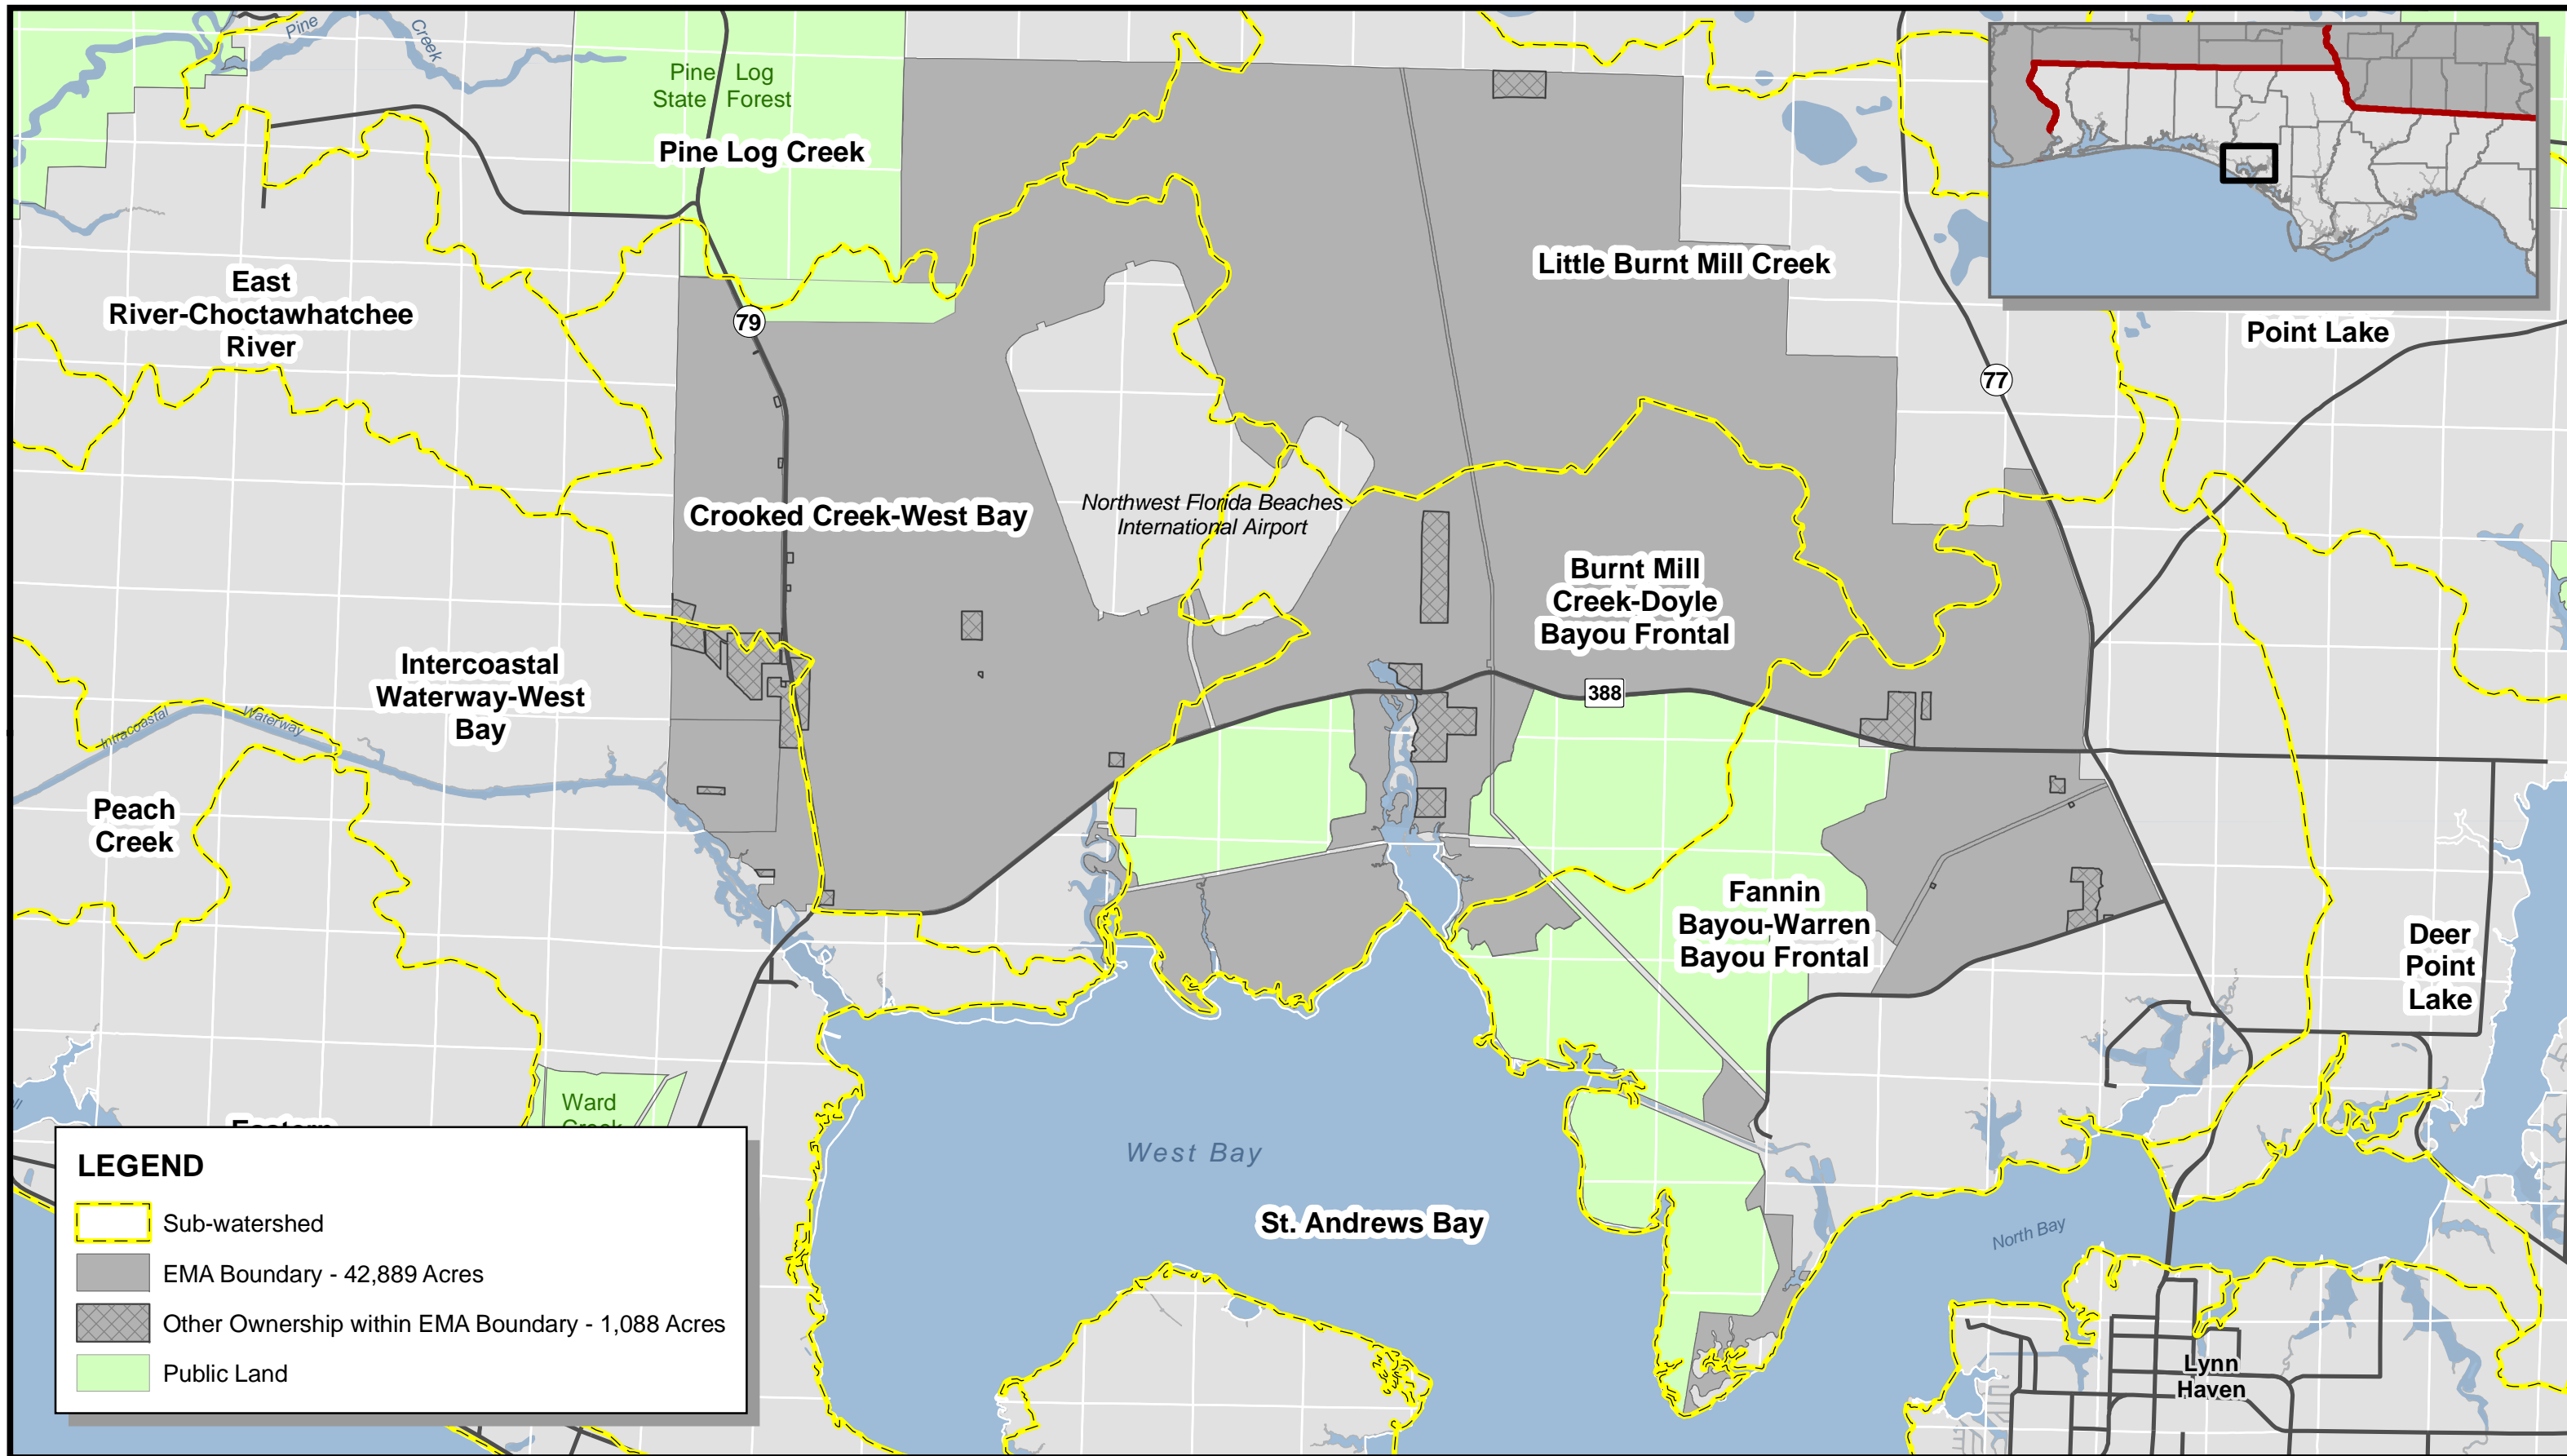 Pine
Creek
Pine Log
State Forest
Pine Log Creek
East
River-Choctawhatchee
River
79
Little Burnt Mill Creek
Point Lake
77
Crooked Creek-West Bay
Northwest Florida Beaches
International Airport
Burnt Mill
Creek-Doyle
Bayou Frontal
Intercoastal
Waterway-West
Bay
388
Intracoastal
Waterway
Peach
Creek
Fannin
Bayou-Warren
Bayou Frontal
Deer
Point
Lake
Ward
Creek
Eastern
West Bay
St. Andrews Bay
North Bay
Lynn
Haven
LEGEND
Sub-watershed
EMA Boundary - 42,889 Acres
Other Ownership within EMA Boundary - 1,088 Acres
Public Land